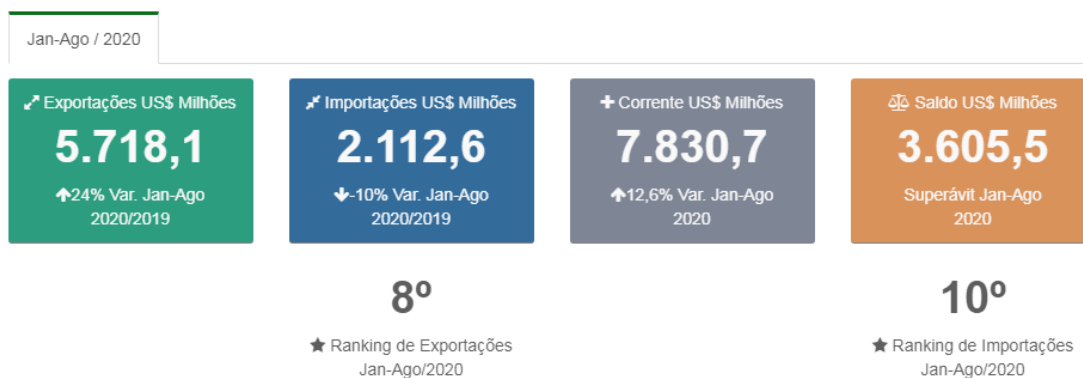 Jan-Ago / 2020
Exportações US$ Milhões
5.718,1
24% Var. Jan-Ago
2020/2019
Importações US$ Milhões
2.112,6
-10% Var. Jan-Ago
2020/2019
Corrente US$ Milhões
7.830,7
12,6% Var. Jan-Ago
2020
Saldo US$ Milhões
3.605,5
Superávit Jan-Ago
2020
8º
Ranking de Exportações
Jan-Ago/2020
10º
Ranking de Importações
Jan-Ago/2020